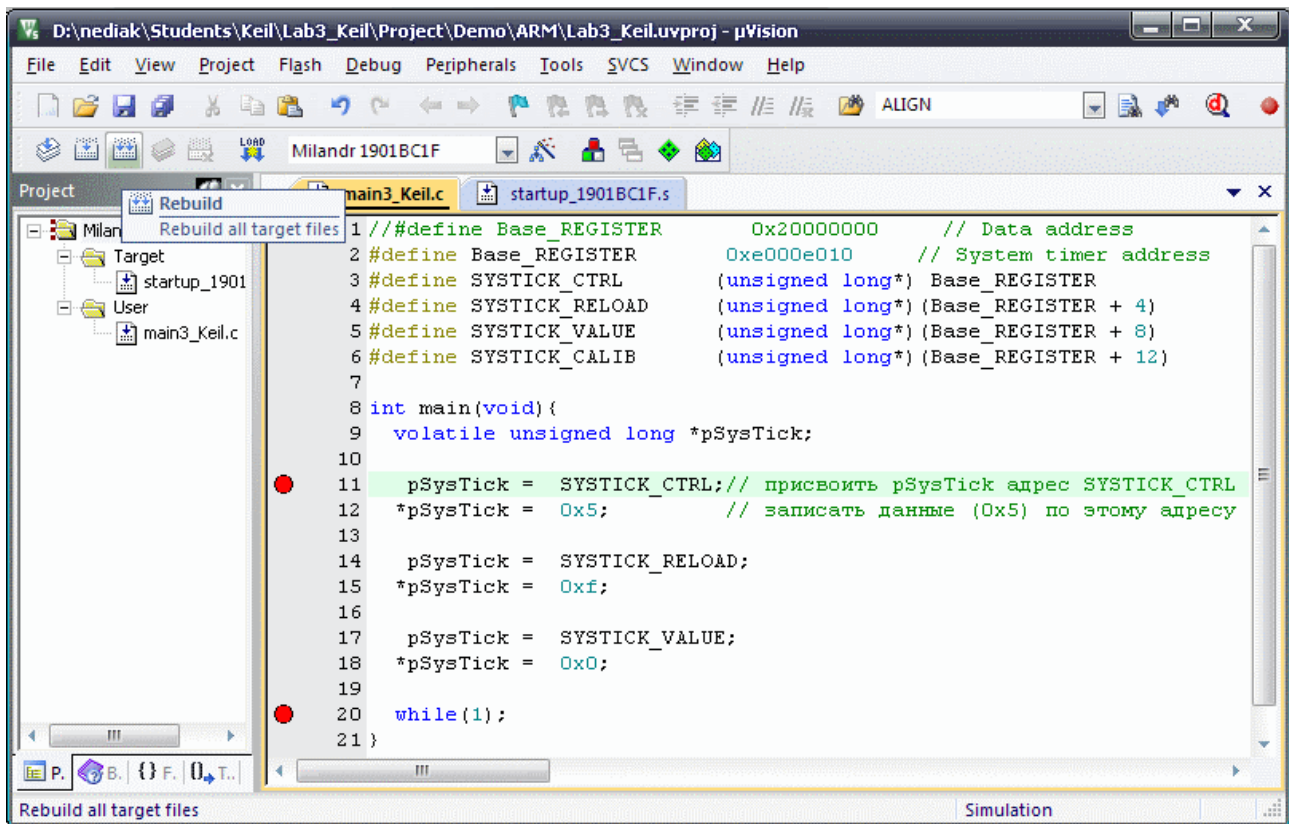 D:\nediak\Students\Keil\Lab3_Keil\Project\Demo\ARM\Lab3_Keil.uvproj - µVision
File Edit View Project Flash Debug Peripherals Tools SVCS Window Help
ALIGN
LOAD Milandr 1901BC1F
Project
main3_Keil.c startup_1901BC1F.s
Rebuild
Rebuild all target files
Milan
Target
startup_1901
User
main3_Keil.c
1 //#define Base_REGISTER 0x20000000 // Data address
2 #define Base_REGISTER 0xe000e010 // System timer address
3 #define SYSTICK_CTRL (unsigned long*) Base_REGISTER
4 #define SYSTICK_RELOAD (unsigned long*)(Base_REGISTER + 4)
5 #define SYSTICK_VALUE (unsigned long*)(Base_REGISTER + 8)
6 #define SYSTICK_CALIB (unsigned long*)(Base_REGISTER + 12)
7
8 int main(void){
9 volatile unsigned long *pSysTick;
10
11 pSysTick = SYSTICK_CTRL;// присвоить pSysTick адрес SYSTICK_CTRL
12 *pSysTick = 0x5; // записать данные (0x5) по этому адресу
13
14 pSysTick = SYSTICK_RELOAD;
15 *pSysTick = 0xf;
16
17 pSysTick = SYSTICK_VALUE;
18 *pSysTick = 0x0;
19
20 while(1);
21 }
P. B. {} F. 0 T..
Rebuild all target files Simulation